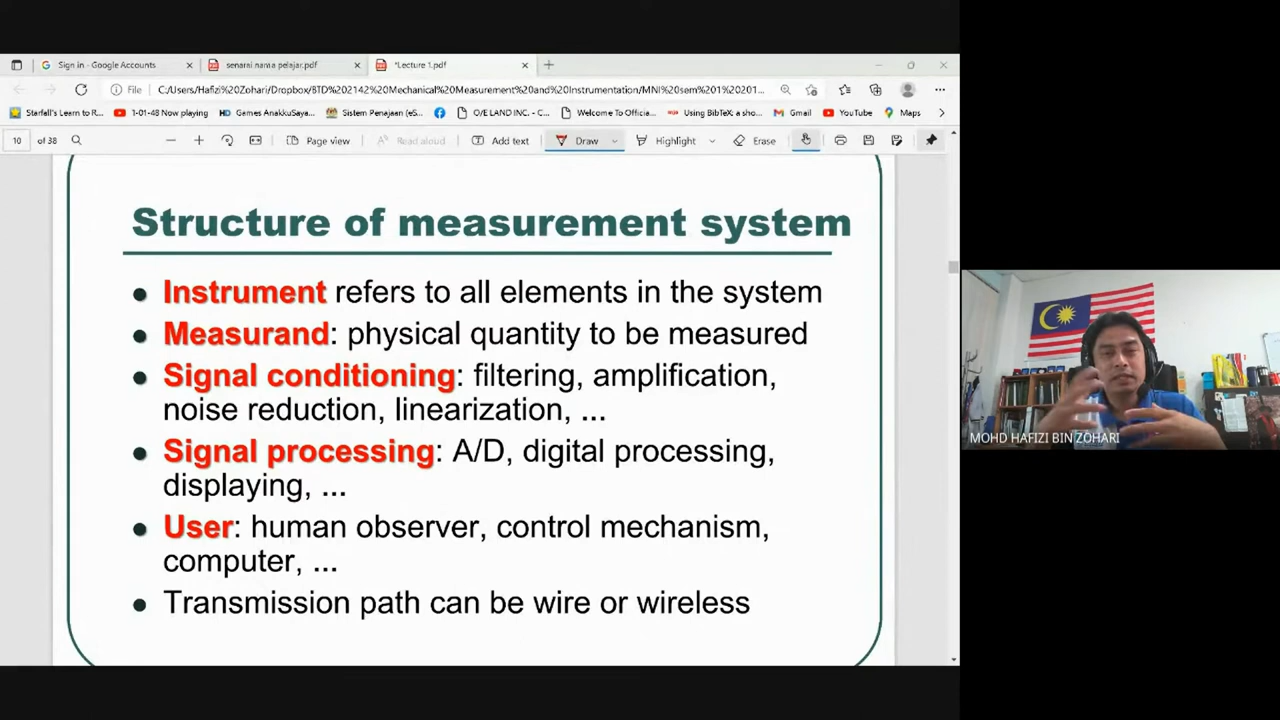 Sign in - Google Accounts
senarai nama pelajar.pdf
*Lecture 1.pdf
File
C:/Users/Hafizi%20Zohari/Dropbox/BTD%202142%20Mechanical%20Measurement%20and%20Instrumentation/MNI%20sem%201%20201...
Starfall's Learn to R...
1-01-48 Now playing
Games AnakkuSaya...
Sistem Penajaan (eS...
O/E LAND INC. - C...
Welcome To Officia...
Using BibTeX: a sho...
Gmail
YouTube
Maps
10 of 38
Page view
Read aloud
Add text
Draw
Highlight
Erase
Structure of measurement system
Instrument refers to all elements in the system
Measurand: physical quantity to be measured
Signal conditioning: filtering, amplification,
noise reduction, linearization, ...
Signal processing: A/D, digital processing,
displaying, ...
User: human observer, control mechanism,
computer, ...
Transmission path can be wire or wireless
MOHD HAFIZI BIN ZOHARI